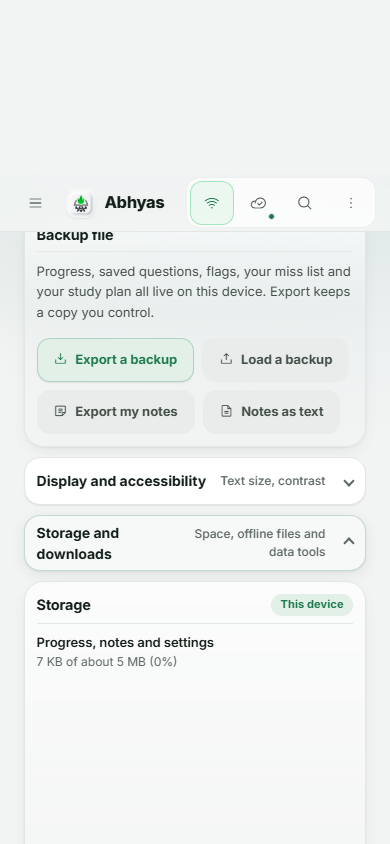 Abhyas
Backup file
Progress, saved questions, flags, your miss list and
your study plan all live on this device. Export keeps
a copy you control.
Export a backup
Load a backup
Export my notes
Notes as text
Display and accessibility
Text size, contrast
Storage and
downloads
Space, offline files and
data tools
Storage
This device
Progress, notes and settings
7 KB of about 5 MB (0%)